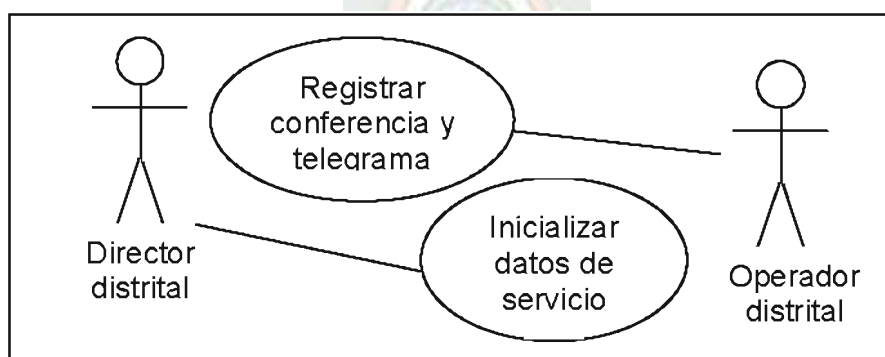 Registrar
conferencia y
telegrama
Director
distrital
Inicializar
datos de
servicio
Operador
distrital